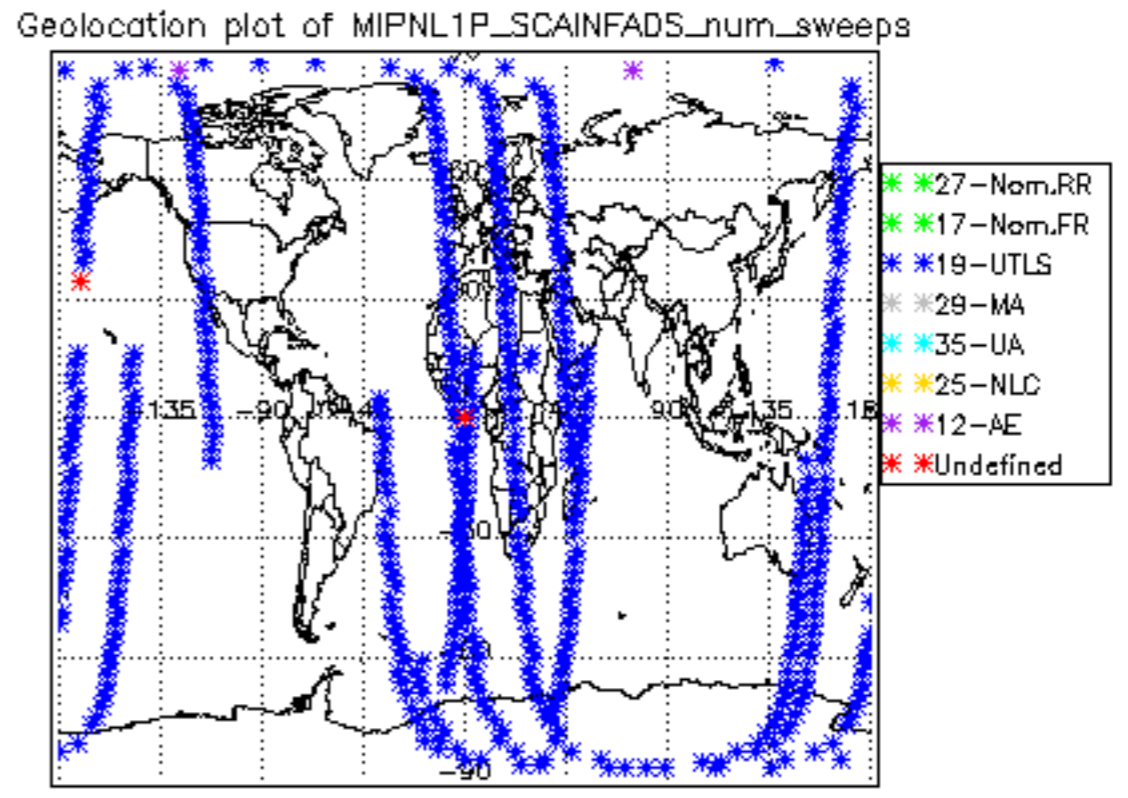 Geolocation plot of MIPNL1P_SCAINFADS_num_sweeps
27-Nom.RR
17-Nom.FR
19-UTLS
29-MA
35-UA
25-NLC
12-AE
Undefined
-135 -90 90 135
-90